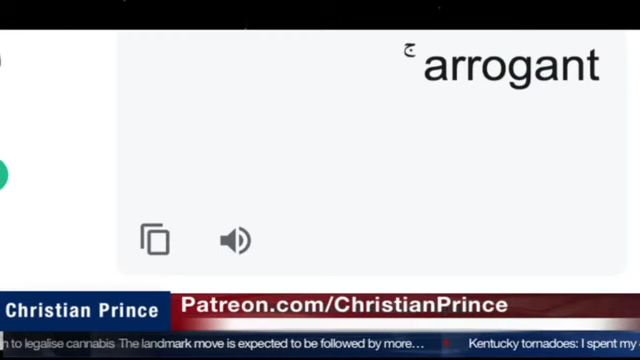 arrogant ۚ
Christian Prince
Patreon.com/ChristianPrince
n to legalise cannabis The landmark move is expected to be followed by more... Kentucky tornadoes: I spent my